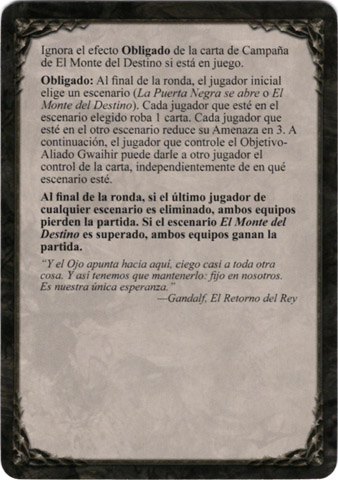 Ignora el efecto Obligado de la carta de Campaña
de El Monte del Destino si está en juego.
Obligado: Al final de la ronda, el jugador inicial
elige un escenario (La Puerta Negra se abre o El
Monte del Destino). Cada jugador que esté en el
escenario elegido roba 1 carta. Cada jugador que
esté en el otro escenario reduce su Amenaza en 3. A
continuación, el jugador que controle el Objetivo-
Aliado Gwaihir puede darle a otro jugador el
control de la carta, independientemente de en qué
escenario esté.
Al final de la ronda, si el último jugador de
cualquier escenario es eliminado, ambos equipos
pierden la partida. Si el escenario El Monte del
Destino es superado, ambos equipos ganan la
partida.
“Y el Ojo apunta hacia aquí, ciego casi a toda otra
cosa. Y así tenemos que mantenerlo: fijo en nosotros.
Es nuestra única esperanza.”
—Gandalf, El Retorno del Rey